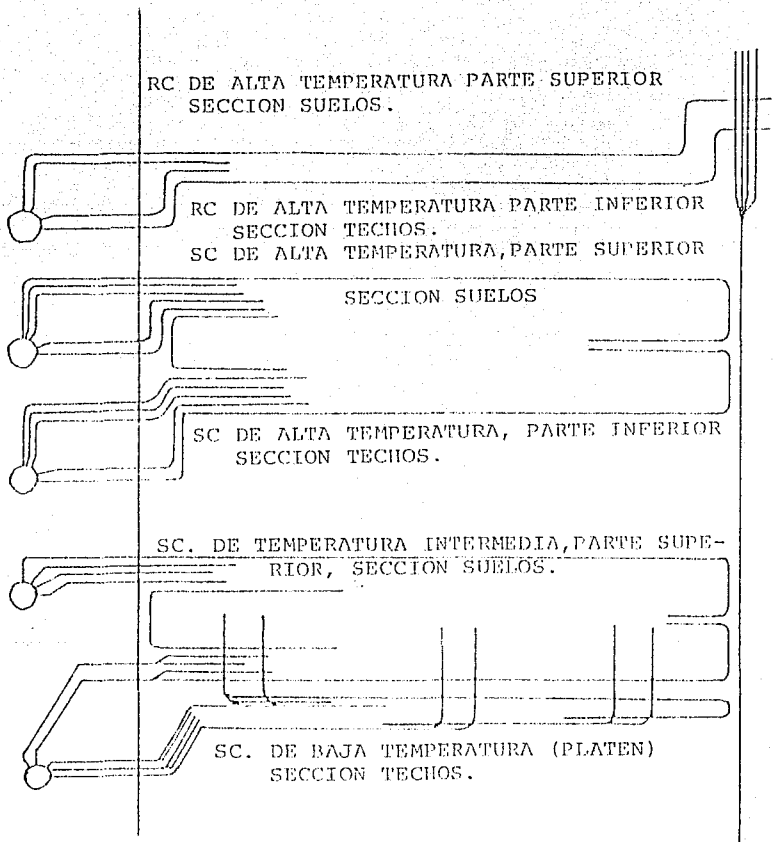 RC DE ALTA TEMPERATURA PARTE SUPERIOR
SECCION SUELOS.
RC DE ALTA TEMPERATURA PARTE INFERIOR
SECCION TECHOS.
SC DE ALTA TEMPERATURA, PARTE SUPERIOR
SECCION SUELOS
SC DE ALTA TEMPERATURA, PARTE INFERIOR
SECCION TECHOS.
SC. DE TEMPERATURA INTERMEDIA, PARTE SUPE-
RIOR, SECCION SUELOS.
SC. DE BAJA TEMPERATURA (PLATEN)
SECCION TECHOS.